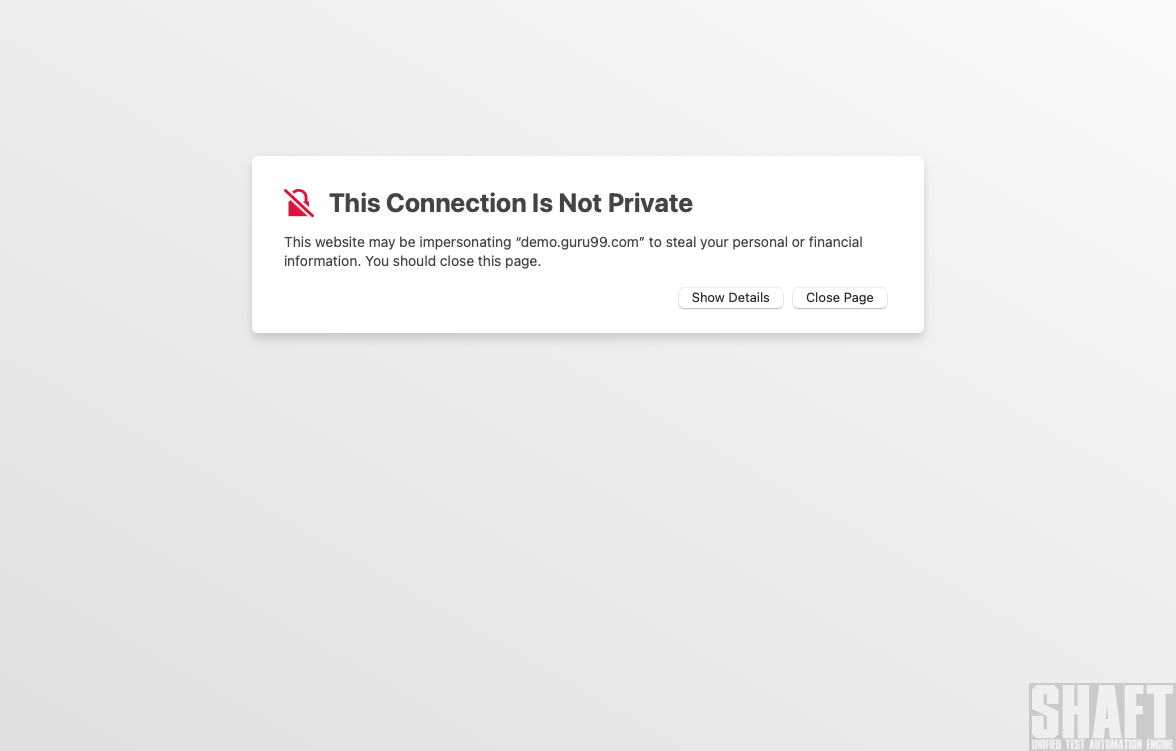 This Connection Is Not Private
This website may be impersonating “demo.guru99.com” to steal your personal or financial
information. You should close this page.
Show Details
Close Page
SHAFT
UNIFIED TEST AUTOMATION ENGINE